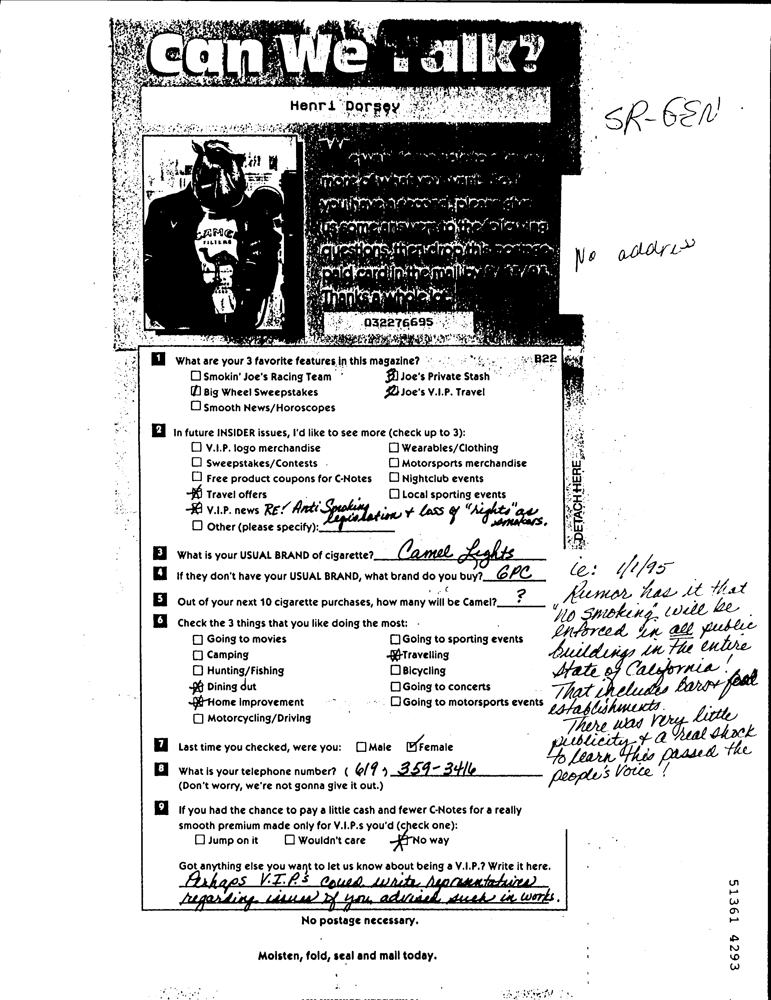 Can We Talk?
Henri Dorsey
SR-GEN
CAMEL
FILTERS
more of what you want. So if
you have a second, please give
us some answers to the following
questions, then drop this postage
paid card in the mail by
Thanks a whole lot.
No address
032276695
1 What are your 3 favorite features in this magazine? B22
☐ Smokin' Joe's Racing Team 3 Joe's Private Stash
1 Big Wheel Sweepstakes 2 Joe's V.I.P. Travel
☐ Smooth News/Horoscopes
2 In future INSIDER issues, I'd like to see more (check up to 3):
☐ V.I.P. logo merchandise ☐ Wearables/Clothing
☐ Sweepstakes/Contests ☐ Motorsports merchandise
☐ Free product coupons for C-Notes ☐ Nightclub events
☒ Travel offers ☐ Local sporting events
☒ V.I.P. news RE: Anti Smoking legislation + loss of "rights" as smokers.
☐ Other (please specify):
DETACH HERE
3 What is your USUAL BRAND of cigarette? Camel Lights
4 If they don't have your USUAL BRAND, what brand do you buy? GPC
5 Out of your next 10 cigarette purchases, how many will be Camel? ?
6 Check the 3 things that you like doing the most:
☐ Going to movies ☐ Going to sporting events
☐ Camping ☒ Travelling
☐ Hunting/Fishing ☐ Bicycling
☒ Dining out ☐ Going to concerts
☒ Home Improvement ☐ Going to motorsports events
☐ Motorcycling/Driving
ie: 1/1/95
Rumor has it that
"no smoking" will be
enforced in all public
buildings in the entire
State of California!
That includes bars + food
establishments.
There was very little
publicity + a real shock
to learn this passed the
people's voice!
7 Last time you checked, were you: ☐ Male ☑ Female
8 What is your telephone number? (619) 359-3416
(Don't worry, we're not gonna give it out.)
9 If you had the chance to pay a little cash and fewer C-Notes for a really
smooth premium made only for V.I.P.s you'd (check one):
☐ Jump on it ☐ Wouldn't care ☒ No way
Got anything else you want to let us know about being a V.I.P.? Write it here.
Perhaps V.I.P.'s could write representatives
regarding issues if you advised such in works.
No postage necessary.
Moisten, fold, seal and mail today.
51361 4293